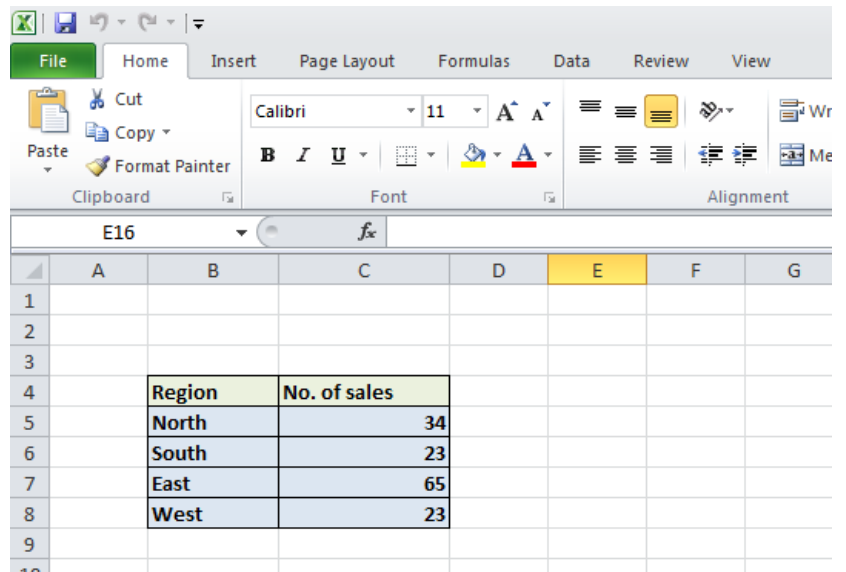 File Home Insert Page Layout Formulas Data Review View
Cut
Copy
Format Painter
Paste
Calibri 11 A A
B I U A
Wr
Me
Clipboard Font Alignment
E16 fx
A B C D E F G
1
2
3
4 Region No. of sales
5 North 34
6 South 23
7 East 65
8 West 23
9